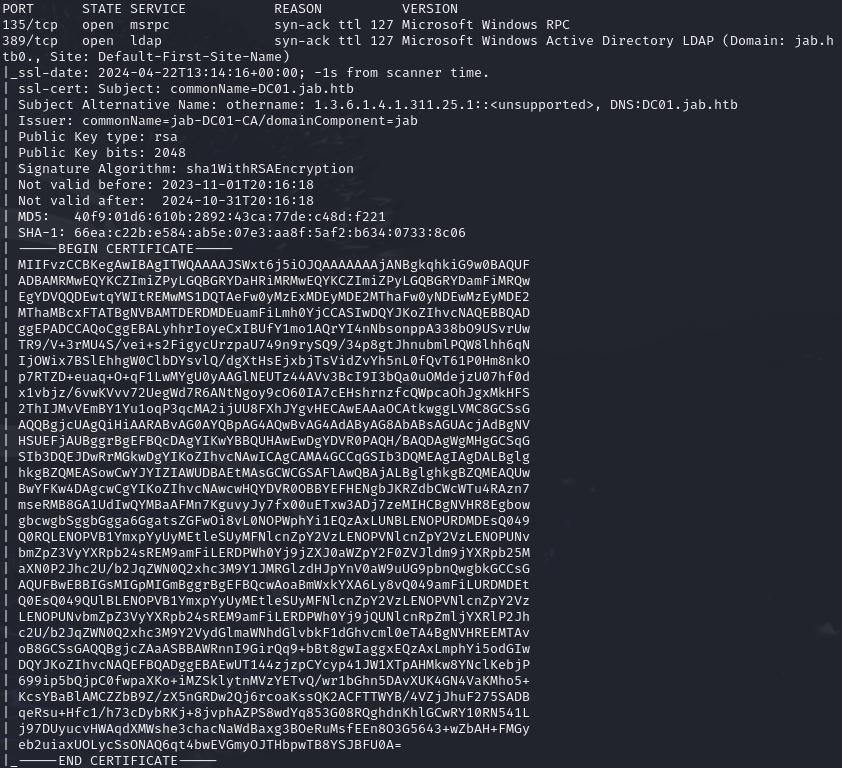 PORT      STATE SERVICE           REASON          VERSION
135/tcp   open  msrpc             syn-ack ttl 127 Microsoft Windows RPC
389/tcp   open  ldap              syn-ack ttl 127 Microsoft Windows Active Directory LDAP (Domain: jab.h
tb0., Site: Default-First-Site-Name)
|_ssl-date: 2024-04-22T13:14:16+00:00; -1s from scanner time.
| ssl-cert: Subject: commonName=DC01.jab.htb
| Subject Alternative Name: othername: 1.3.6.1.4.1.311.25.1::<unsupported>, DNS:DC01.jab.htb
| Issuer: commonName=jab-DC01-CA/domainComponent=jab
| Public Key type: rsa
| Public Key bits: 2048
| Signature Algorithm: sha1WithRSAEncryption
| Not valid before: 2023-11-01T20:16:18
| Not valid after:  2024-10-31T20:16:18
| MD5:   40f9:01d6:610b:2892:43ca:77de:c48d:f221
| SHA-1: 66ea:c22b:e584:ab5e:07e3:aa8f:5af2:b634:0733:8c06
| -----BEGIN CERTIFICATE-----
| MIIFvzCCBKegAwIBAgITWQAAAAJSWxt6j5iOJQAAAAAAAjANBgkqhkiG9w0BAQUF
| ADBAMRMwEQYKCZImiZPyLGQBGRYDaHRiMRMwEQYKCZImiZPyLGQBGRYDamFiMRQw
| EgYDVQQDEwtqYWItREMwMS1DQTAeFw0yMzExMDEyMDE2MThaFw0yNDEwMzEyMDE2
| MThaMBcxFTATBgNVBAMTDERDMDEuamFiLmh0YjCCASIwDQYJKoZIhvcNAQEBBQAD
| ggEPADCCAQoCggEBALyhhrIoyeCxIBUfY1mo1AQrYI4nNbsonppA338bO9USvrUw
| TR9/V+3rMU4S/vei+s2FigycUrzpaU749n9rySQ9/34p8gtJhnubmlPQW8lhh6qN
| IjOWix7BSlEhhgW0ClbDYsvlQ/dgXtHsEjxbjTsVidZvYh5nL0fQvT61P0Hm8nkO
| p7RTZD+euaq+O+qF1LwMYgU0yAAGlNEUTz44AVv3BcI9I3bQa0uOMdejzU07hf0d
| x1vbjz/6vwKVvv72UegWd7R6ANtNgoy9cO60IA7cEHshrnzfcQWpcaOhJgxMkHFS
| 2ThIJMvVEmBY1Yu1oqP3qcMA2ijUU8FXhJYgvHECAwEAAaOCAtkwggLVMC8GCSsG
| AQQBgjcUAgQiHiAARABvAG0AYQBpAG4AQwBvAG4AdAByAG8AbABsAGUAcjAdBgNV
| HSUEFjAUBggrBgEFBQcDAgYIKwYBBQUHAwEwDgYDVR0PAQH/BAQDAgWgMHgGCSqG
| SIb3DQEJDwRrMGkwDgYIKoZIhvcNAwICAgCAMA4GCCqGSIb3DQMEAgIAgDALBglg
| hkgBZQMEASowCwYJYIZIAWUDBAEtMAsGCWCGSAFlAwQBAjALBglghkgBZQMEAQUw
| BwYFKw4DAgcwCgYIKoZIhvcNAwcwHQYDVR0OBBYEFHENgbJKRZdbCWcWTu4RAzn7
| mseRMB8GA1UdIwQYMBaAFMn7KguvyJy7fx00uETxw3ADj7zeMIHCBgNVHR8Egbow
| gbcwgbSggbGgga6GgatsZGFwOi8vL0NOPWphYi1EQzAxLUNBLENOPURDMDEsQ049
| Q0RQLENOPVB1YmxpYyUyMEtleSUyMFNlcnZpY2VzLENOPVNlcnZpY2VzLENOPUNv
| bmZpZ3VyYXRpb24sREM9amFiLERDPWh0Yj9jZXJ0aWZpY2F0ZVJldm9jYXRpb25M
| aXN0P2Jhc2U/b2JqZWN0Q2xhc3M9Y1JMRGlzdHJpYnV0aW9uUG9pbnQwgbkGCCsG
| AQUFBwEBBIGsMIGpMIGmBggrBgEFBQcwAoaBmWxkYXA6Ly8vQ049amFiLURDMDEt
| Q0EsQ049QUlBLENOPVB1YmxpYyUyMEtleSUyMFNlcnZpY2VzLENOPVNlcnZpY2Vz
| LENOPUNvbmZpZ3VyYXRpb24sREM9amFiLERDPWh0Yj9jQUNlcnRpZmljYXRlP2Jh
| c2U/b2JqZWN0Q2xhc3M9Y2VydGlmaWNhdGlvbkF1dGhvcml0eTA4BgNVHREEMTAv
| oB8GCSsGAQQBgjcZAaASBBAWRnnI9GirQq9+bBt8gwIaggxEQzAxLmphYi5odGIw
| DQYJKoZIhvcNAQEFBQADggEBAEwUT144zjzpCYcyp41JW1XTpAHMkw8YNclKebjP
| 699ip5bQjpC0fwpaXKo+iMZSklytnMVzYETvQ/wr1bGhn5DAvXUK4GN4VaKMho5+
| KcsYBaBlAMCZZbB9Z/zX5nGRDw2Qj6rcoaKssQK2ACFTTWYB/4VZjJhuF275SADB
| qeRsu+Hfc1/h73cDybRKj+8jvphAZPS8wdYq853G08RQghdnKhlGCwRY10RN541L
| j97DUyucvHWAqdXMWshe3chacNaWdBaxg3BOeRuMsfEEn8O3G5643+wZbAH+FMGy
| eb2uiaxUOLycSsONAQ6qt4bwEVGmyOJTHbpwTB8YSJBFU0A=
|_-----END CERTIFICATE-----